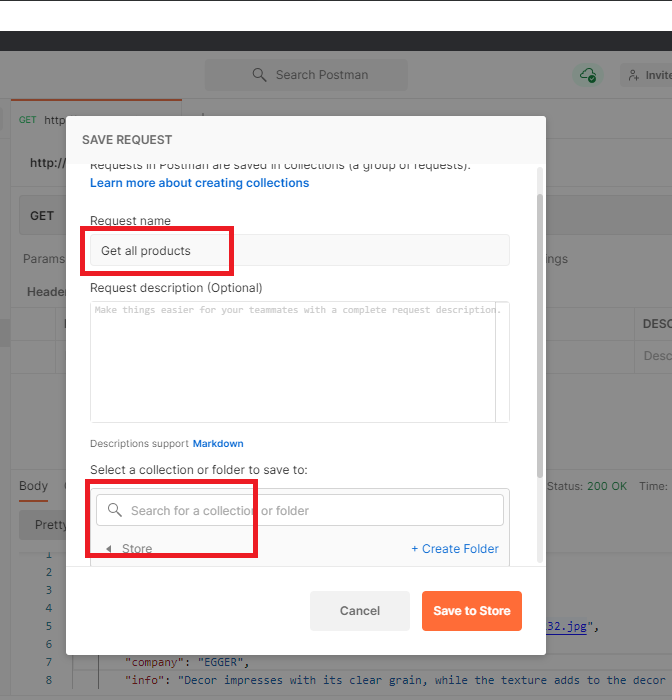 Search Postman
Invite
GET http
SAVE REQUEST
Requests in Postman are saved in collections (a group of requests).
Learn more about creating collections
http://
GET
Request name
Get all products
Params
ngs
Request description (Optional)
Header
Make things easier for your teammates with a complete request description.
DESC
Desc
Descriptions support Markdown
Select a collection or folder to save to:
Body
Status: 200 OK Time:
Search for a collection or folder
Pretty
Store
+ Create Folder
1
2
3
4
5
32.jpg",
6
Cancel
Save to Store
7 "company": "EGGER",
8 "info": "Decor impresses with its clear grain, while the texture adds to the decor